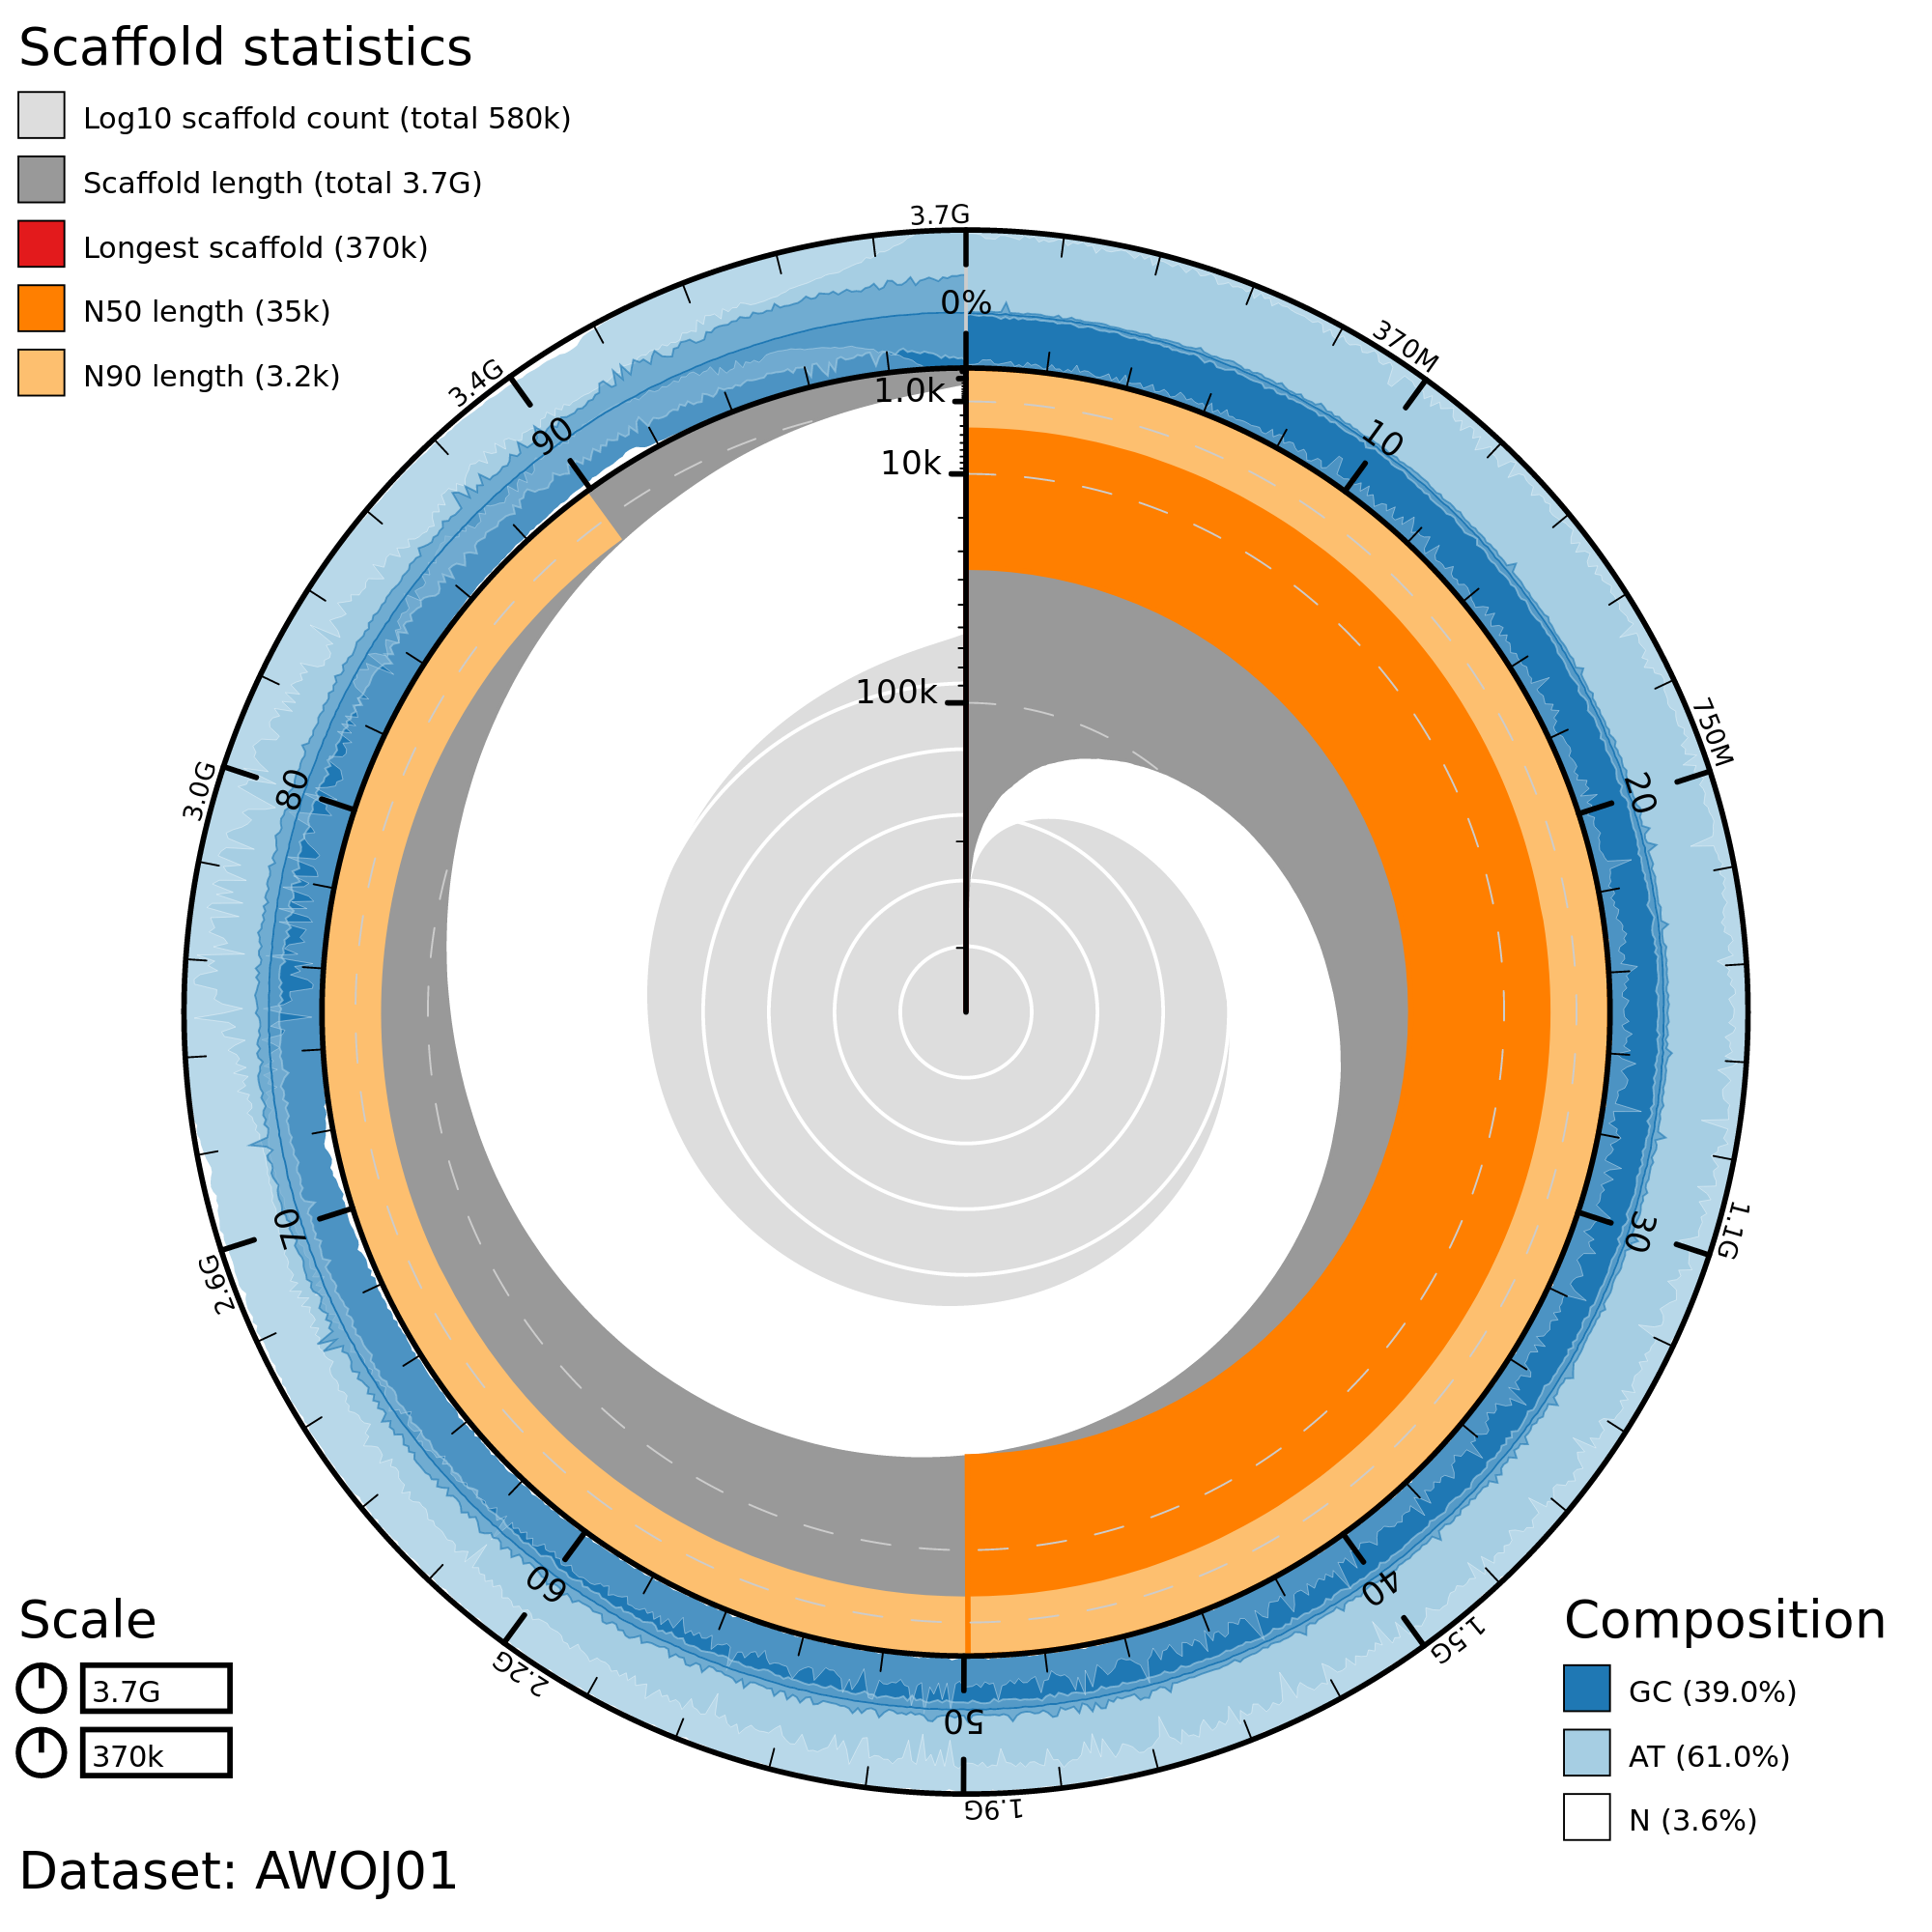 Scaffold statistics
Log10 scaffold count (total 580k)
Scaffold length (total 3.7G)
Longest scaffold (370k)
N50 length (35k)
N90 length (3.2k)
3.7G
370M
750M
1.1G
1.5G
1.9G
2.2G
2.6G
3.0G
3.4G
0%
10
20
30
40
50
60
70
80
90
1.0k
10k
100k
Scale
3.7G
370k
Composition
GC (39.0%)
AT (61.0%)
N (3.6%)
Dataset: AWOJ01